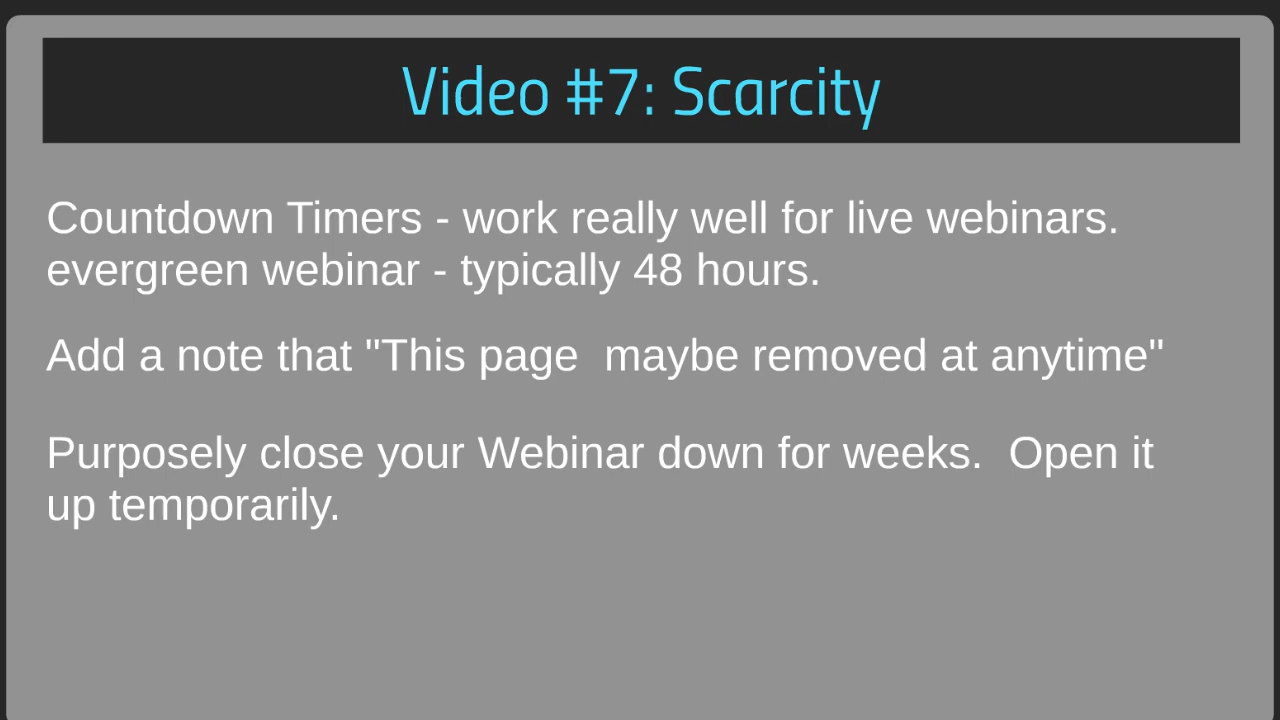 Video #7: Scarcity
Countdown Timers - work really well for live webinars.
evergreen webinar - typically 48 hours.
Add a note that "This page  maybe removed at anytime"
Purposely close your Webinar down for weeks.  Open it
up temporarily.